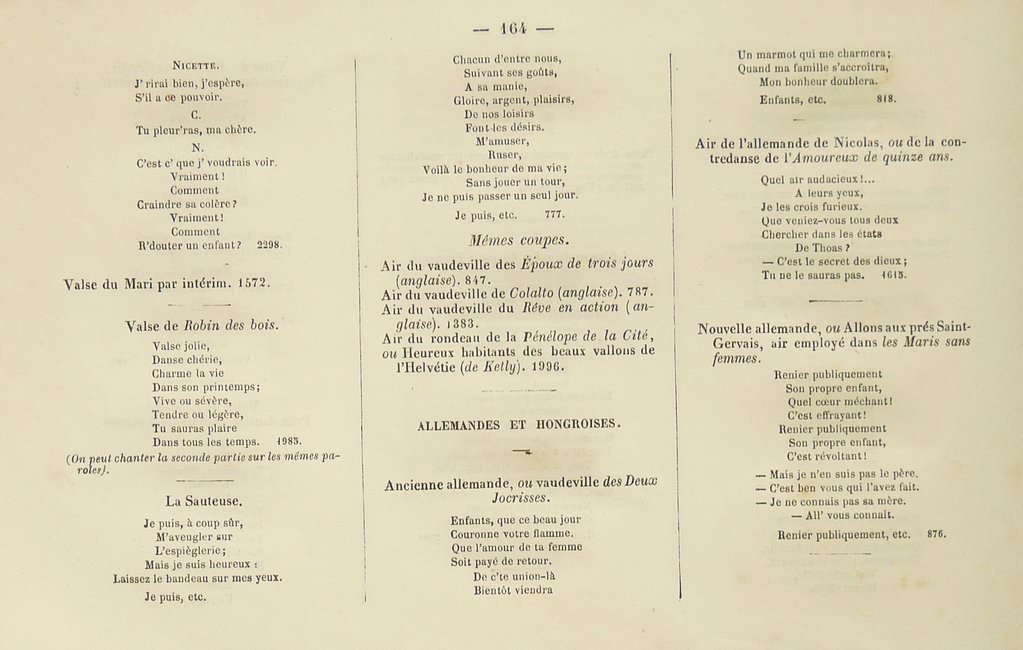 — 164 —
NICETTE.
J' rirai bien, j'espère,
S'il a ce pouvoir.
C.
Tu pleur'ras, ma chère.
N.
C'est c' que j' voudrais voir.
Vraiment!
Comment
Craindre sa colère?
Vraiment!
Comment
R'douter un enfant? 2298.
Valse du Mari par intérim. 1572.
Valse de Robin des bois.
Valse jolie,
Danse chérie,
Charme la vie
Dans son printemps;
Vive ou sévère,
Tendre ou légère,
Tu sauras plaire
Dans tous les temps. 1985.
(On peut chanter la seconde partie sur les mêmes pa-
roles).
La Sauteuse.
Je puis, à coup sûr,
M'aveugler sur
L'espièglerie;
Mais je suis heureux :
Laissez le bandeau sur mes yeux.
Je puis, etc.
Chacun d'entre nous,
Suivant ses goûts,
A sa manie,
Gloire, argent, plaisirs,
De nos loisirs
Font les désirs.
M'amuser,
Ruser,
Voilà le bonheur de ma vie;
Sans jouer un tour,
Je ne puis passer un seul jour.
Je puis, etc. 777.
Mêmes coupes.
Air du vaudeville des Époux de trois jours
(anglaise). 847.
Air du vaudeville de Colalto (anglaise). 787.
Air du vaudeville du Rêve en action (an-
glaise). 1383.
Air du rondeau de la Pénélope de la Cité,
ou Heureux habitants des beaux vallons de
l'Helvétie (de Kelly). 1996.
ALLEMANDES ET HONGROISES.
Ancienne allemande, ou vaudeville des Deux
Jocrisses.
Enfants, que ce beau jour
Couronne votre flamme.
Que l'amour de ta femme
Soit payé de retour.
De c'te union-là
Bientôt viendra
Un marmot qui me charmera;
Quand ma famille s'accroîtra,
Mon bonheur doublera.
Enfants, etc. 818.
Air de l'allemande de Nicolas, ou de la con-
tredanse de l'Amoureux de quinze ans.
Quel air audacieux!...
A leurs yeux,
Je les crois furieux.
Que veniez-vous tous deux
Chercher dans les états
De Thoas ?
— C'est le secret des dieux;
Tu ne le sauras pas. 1615.
Nouvelle allemande, ou Allons aux prés Saint-
Gervais, air employé dans les Maris sans
femmes.
Renier publiquement
Son propre enfant,
Quel cœur méchant!
C'est effrayant!
Renier publiquement
Son propre enfant,
C'est révoltant!
— Mais je n'en suis pas le père.
— C'est ben vous qui l'avez fait.
— Je ne connais pas sa mère.
— All' vous connaît.
Renier publiquement, etc. 876.